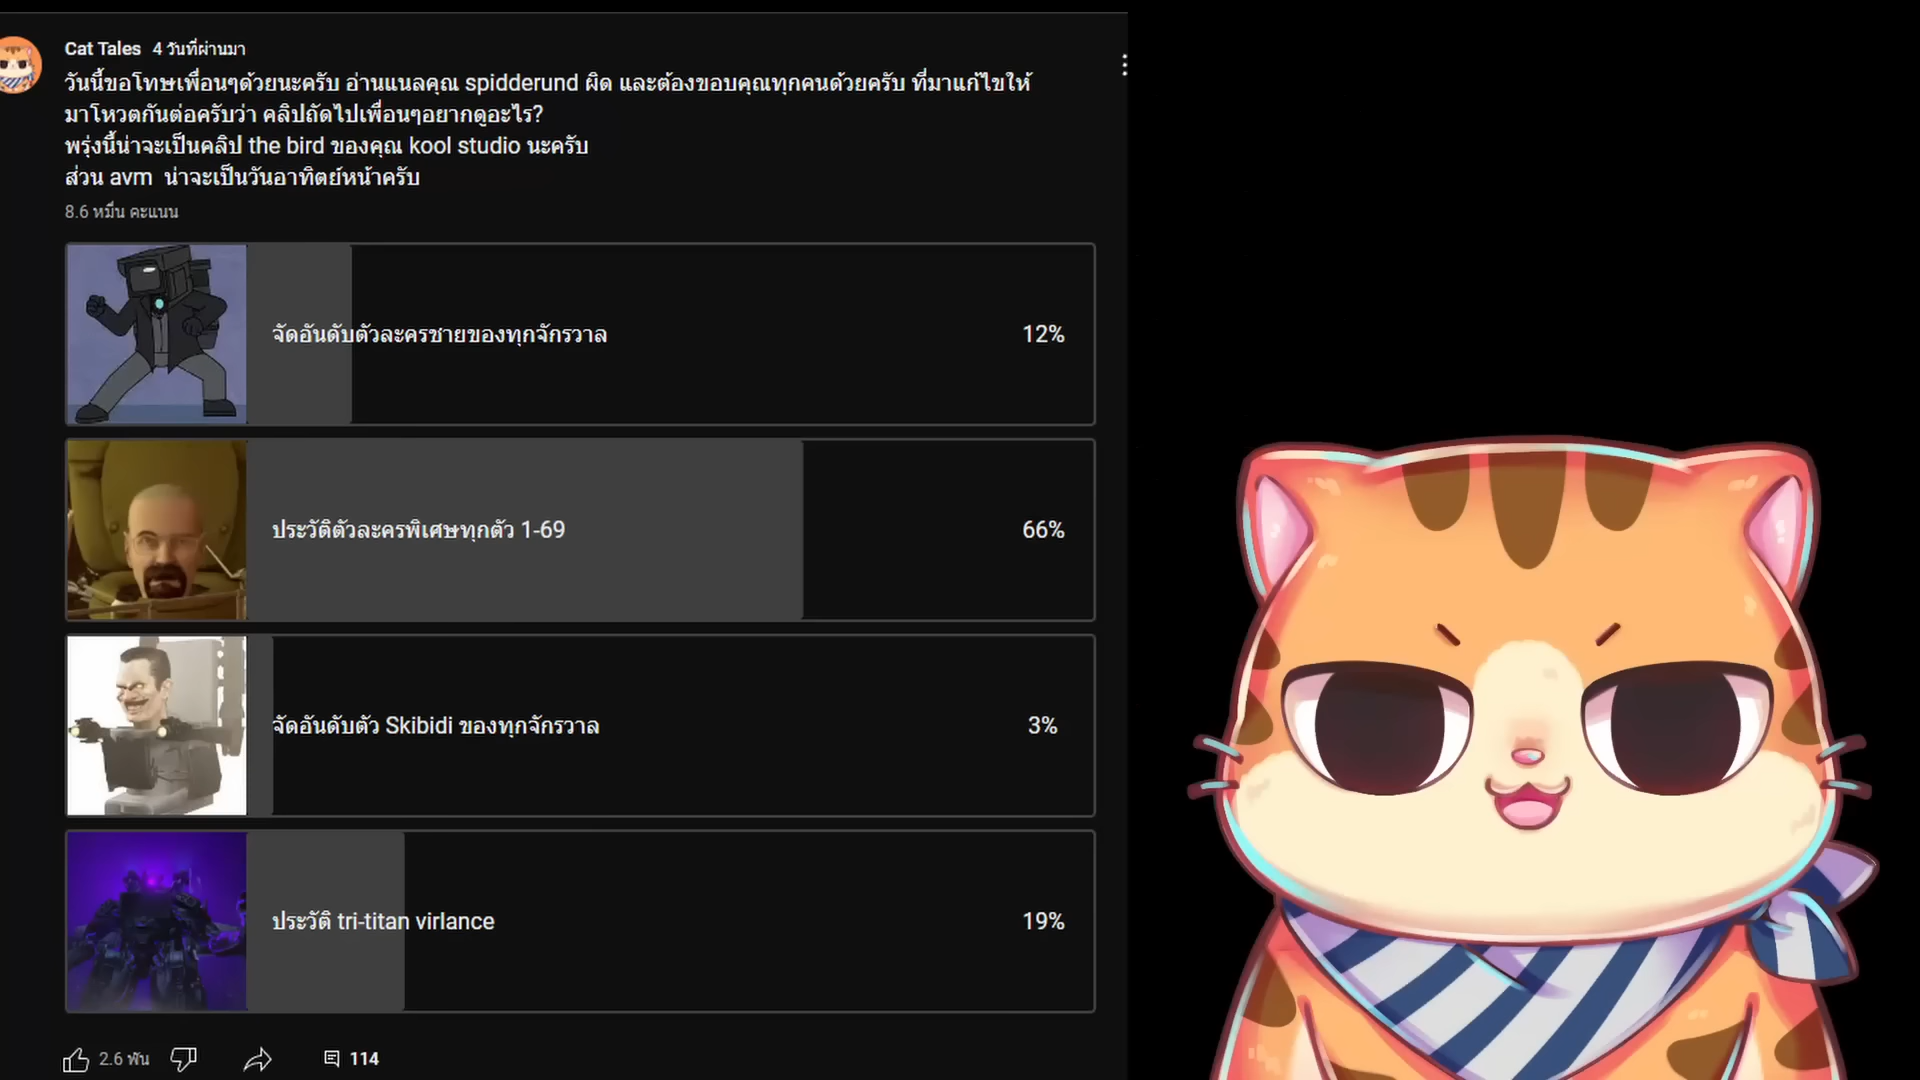 Cat Tales 4 วันที่ผ่านมา
วันนี้ขอโทษเพื่อนๆด้วยนะครับ อ่านแนลคุณ spidderund ผิด และต้องขอบคุณทุกคนด้วยครับ ที่มาแก้ไขให้
มาโหวตกันต่อครับว่า คลิปถัดไปเพื่อนๆอยากดูอะไร?
พรุ่งนี้น่าจะเป็นคลิป the bird ของคุณ kool studio นะครับ
ส่วน avm น่าจะเป็นวันอาทิตย์หน้าครับ
8.6 หมื่น คะแนน
จัดอันดับตัวละครชายของทุกจักรวาล 12%
ประวัติตัวละครพิเศษทุกตัว 1-69 66%
จัดอันดับตัว Skibidi ของทุกจักรวาล 3%
ประวัติ tri-titan virlance 19%
2.6 พัน 114